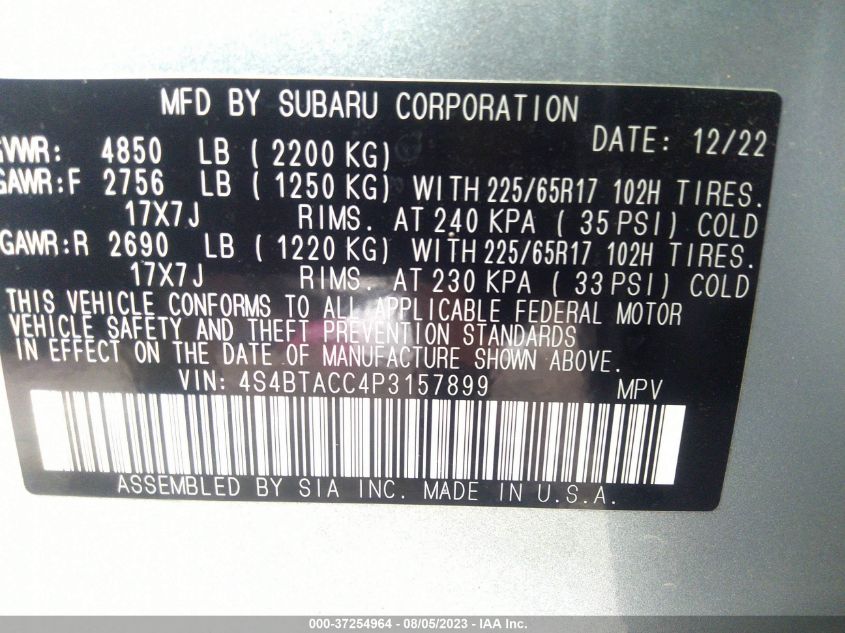 MFD BY SUBARU CORPORATION
DATE: 12/22
GVWR: 4850 LB ( 2200 KG)
GAWR:F 2756 LB ( 1250 KG) WITH 225/65R17 102H TIRES.
17X7J RIMS. AT 240 KPA ( 35 PSI) COLD
GAWR:R 2690 LB ( 1220 KG) WITH 225/65R17 102H TIRES.
17X7J RIMS. AT 230 KPA ( 33 PSI) COLD
THIS VEHICLE CONFORMS TO ALL APPLICABLE FEDERAL MOTOR
VEHICLE SAFETY AND THEFT PREVENTION STANDARDS
IN EFFECT ON THE DATE OF MANUFACTURE SHOWN ABOVE.
VIN: 4S4BTACC4P3157899 MPV
ASSEMBLED BY SIA INC. MADE IN U.S.A.
000-37254964 - 08/05/2023 - IAA Inc.